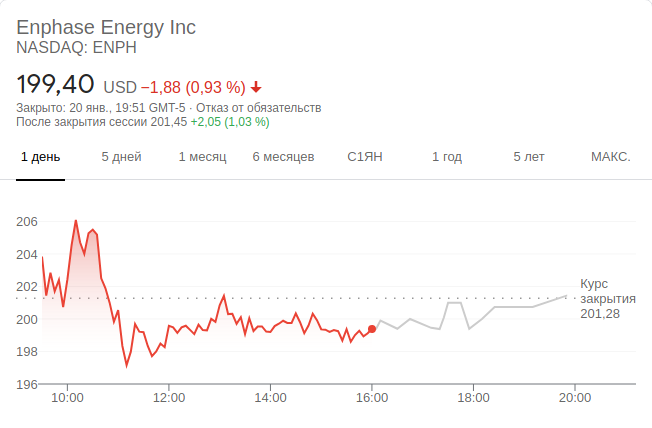 Enphase Energy Inc
NASDAQ: ENPH
199,40 USD −1,88 (0,93 %)
Закрыто: 20 янв., 19:51 GMT-5 · Отказ от обязательств
После закрытия сессии 201,45 +2,05 (1,03 %)
1 день 5 дней 1 месяц 6 месяцев С1ЯН 1 год 5 лет МАКС.
206
204
202
200
198
196
Курс
закрытия
201,28
10:00 12:00 14:00 16:00 18:00 20:00